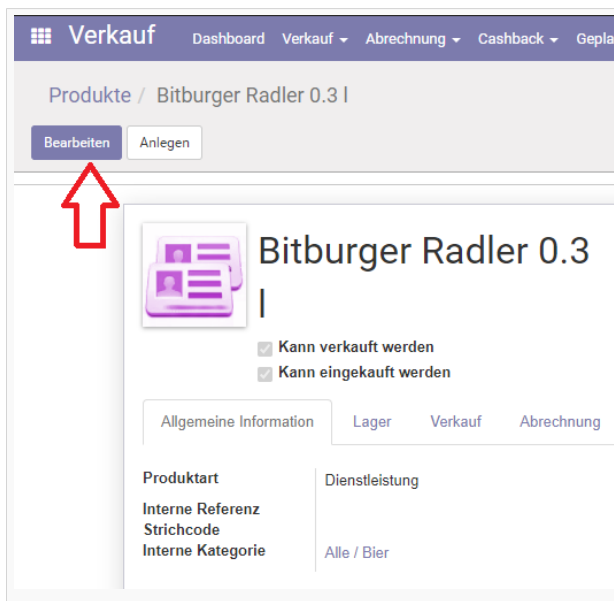 Verkauf Dashboard Verkauf Abrechnung Cashback Gepla
Produkte / Bitburger Radler 0.3 l
Bearbeiten Anlegen
Bitburger Radler 0.3
l
Kann verkauft werden
Kann eingekauft werden
Allgemeine Information Lager Verkauf Abrechnung
Produktart Dienstleistung
Interne Referenz
Strichcode
Interne Kategorie Alle / Bier